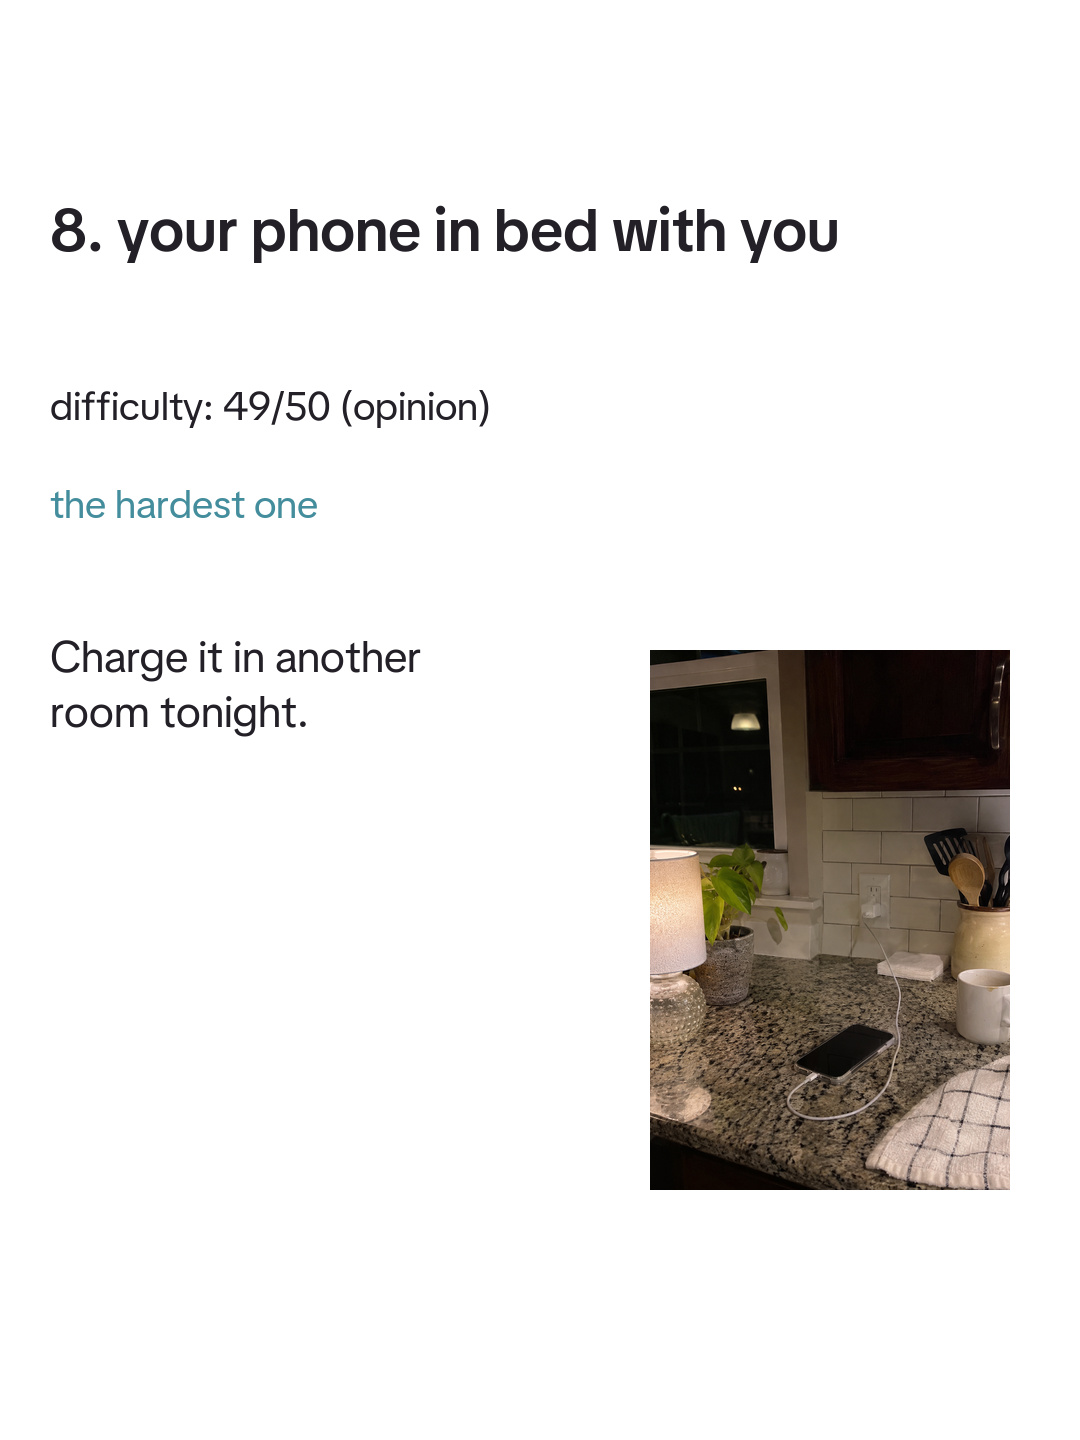 8. your phone in bed with you
difficulty: 49/50 (opinion)
the hardest one
Charge it in another
room tonight.